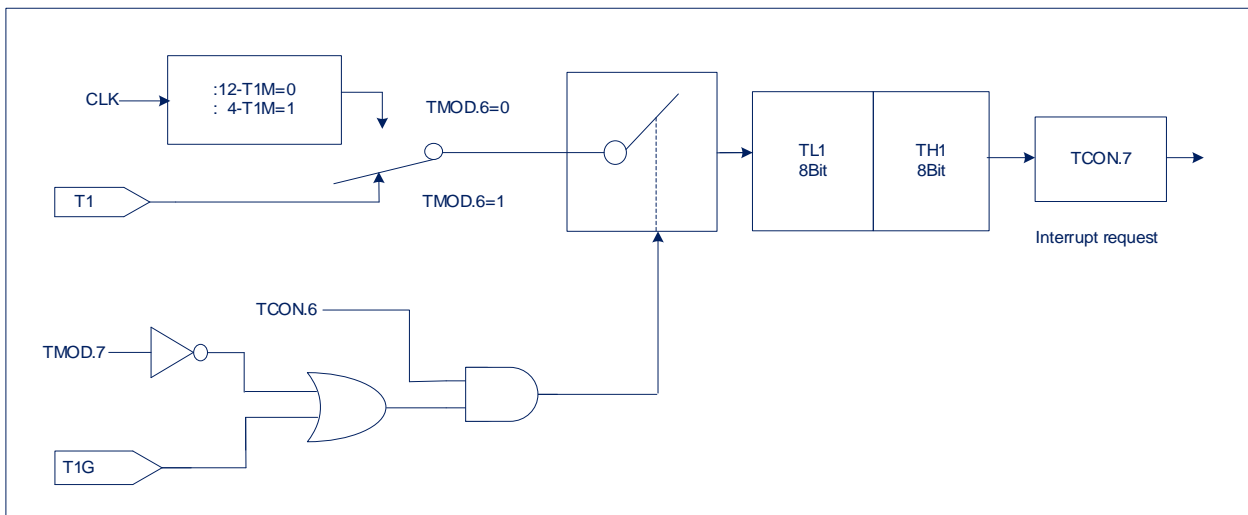 CLK
:12-T1M=0
: 4-T1M=1
TMOD.6=0
T1
TMOD.6=1
TL1
8Bit
TH1
8Bit
TCON.7
Interrupt request
TCON.6
TMOD.7
T1G